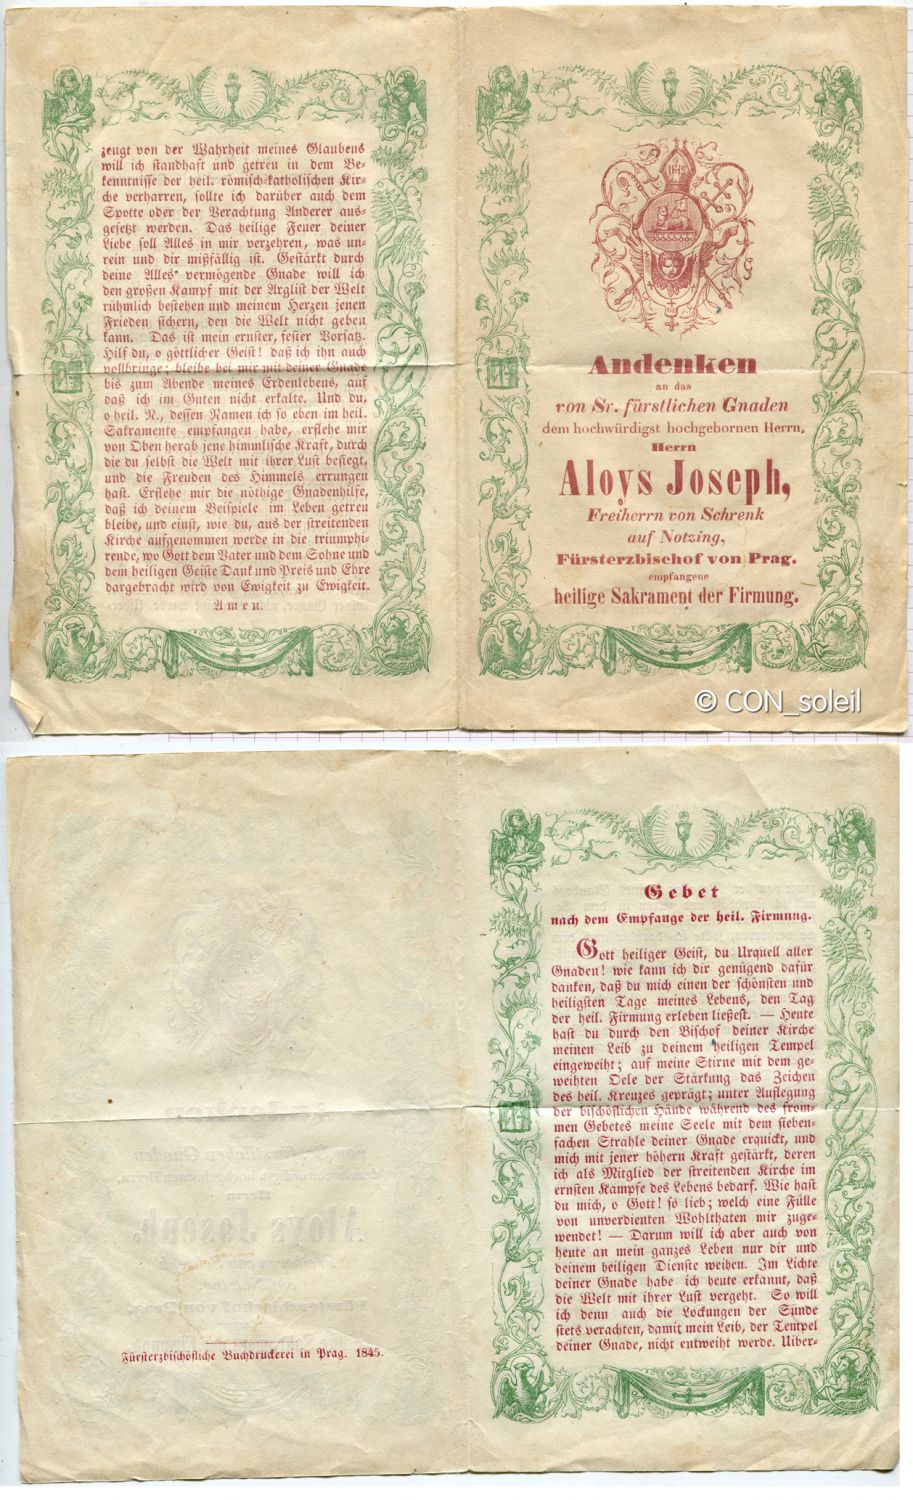 Andenken
an das
von Sr. fürstlichen Gnaden
dem hochwürdigst hochgebornen Herrn,
Herrn
Aloys Joseph,
Freiherrn von Schrenk
auf Notzing,
Fürsterzbischof von Prag.
empfangene
heilige Sakrament der Firmung.
Gebet
nach dem Empfange der heil. Firmung.
Gott heiliger Geist, du Urquell aller
Gnaden! wie kann ich dir genügend dafür
danken, daß du mich einen der schönsten und
heiligsten Tage meines Lebens, den Tag
der heil. Firmung erleben ließest. — Heute
hast du durch den Bischof deiner Kirche
meinen Leib zu deinem heiligen Tempel
eingeweiht; auf meine Stirne mit dem ge-
weihten Oele der Stärkung das Zeichen
des heil. Kreuzes geprägt; unter Auflegung
der bischöflichen Hände während des from-
men Gebetes meine Seele mit dem sieben-
fachen Strahle deiner Gnade erquickt, und
mich mit jener höhern Kraft gestärkt, deren
ich als Mitglied der streitenden Kirche im
ernsten Kampfe des Lebens bedarf. Wie hast
du mich, o Gott! so lieb; welch eine Fülle
von unverdienten Wohlthaten mir zuge-
wendet! — Darum will ich aber auch von
heute an mein ganzes Leben nur dir und
deinem heiligen Dienste weihen. Im Lichte
deiner Gnade habe ich heute erkannt, daß
die Welt mit ihrer Lust vergeht. So will
ich denn auch die Lockungen der Sünde
stets verachten, damit mein Leib, der Tempel
deiner Gnade, nicht entweiht werde. Uiber-
zeugt von der Wahrheit meines Glaubens
will ich standhaft und getreu in dem Be-
kenntnisse der heil. römisch-katholischen Kir-
che verharren, sollte ich darüber auch dem
Spotte oder der Verachtung Anderer aus-
gesetzt werden. Das heilige Feuer deiner
Liebe soll Alles in mir verzehren, was un-
rein und dir mißfällig ist. Gestärkt durch
deine Alles vermögende Gnade will ich
den großen Kampf mit der Arglist der Welt
rühmlich bestehen und meinem Herzen jenen
Frieden sichern, den die Welt nicht geben
kann. Das ist mein ernster, fester Vorsatz.
Hilf du, o göttlicher Geist! daß ich ihn auch
vollbringe; bleibe bei mir mit deiner Gnade
bis zum Abende meines Erdenlebens, auf
daß ich im Guten nicht erkalte. Und du,
o heil. N., dessen Namen ich so eben im heil.
Sakramente empfangen habe, erflehe mir
von Oben herab jene himmlische Kraft, durch
die du selbst die Welt mit ihrer Lust besiegt,
und die Freuden des Himmels errungen
hast. Erflehe mir die nöthige Gnadenhilfe,
daß ich deinem Beispiele im Leben getreu
bleibe, und einst, wie du, aus der streitenden
Kirche aufgenommen werde in die triumphi-
rende, wo Gott dem Vater und dem Sohne und
dem heiligen Geiste Dank und Preis und Ehre
dargebracht wird von Ewigkeit zu Ewigkeit.
Amen.
Fürsterzbischöfliche Buchdruckerei in Prag. 1845.
IHS
© CON_soleil